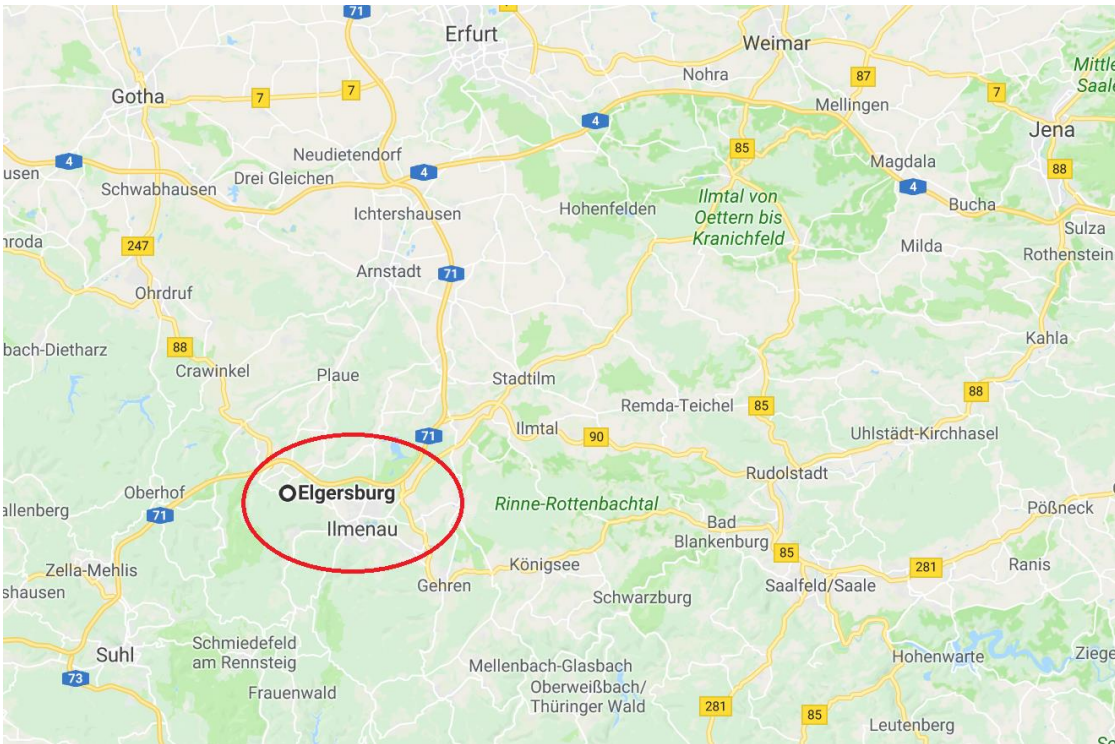 71
Erfurt
Weimar
Nohra
87
Mittle
Saale
Gotha
7
7
Mellingen
7
4
Jena
Neudietendorf
85
4
usen
Schwabhausen
Drei Gleichen
4
Magdala
88
4
Ichtershausen
Hohenfelden
Ilmtal von
Oettern bis
Kranichfeld
Bucha
nroda
247
Milda
Sulza
Rothenstein
Arnstadt
71
Ohrdruf
bach-Dietharz
88
Crawinkel
Plaue
Stadtilm
Kahla
88
Remda-Teichel
85
71
Ilmtal
90
Uhlstädt-Kirchhasel
Rudolstadt
Oberhof
Elgersburg
Rinne-Rottenbachtal
allenberg
71
Ilmenau
Bad
Blankenburg
Pößneck
85
Zella-Mehlis
Königsee
281
Ranis
shausen
Gehren
Schwarzburg
Saalfeld/Saale
Schmiedefeld
am Rennsteig
Suhl
Mellenbach-Glasbach
Hohenwarte
Ziege
73
Frauenwald
Oberweißbach/
Thüringer Wald
281
85
Leutenberg